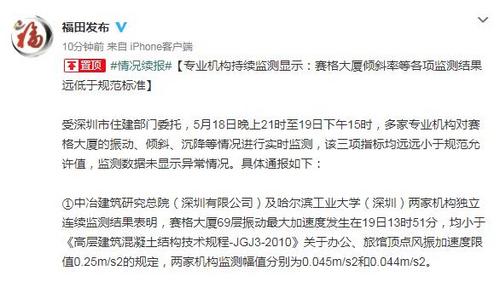 福田发布
10分钟前 来自 iPhone客户端
置顶 #情况续报#【专业机构持续监测显示：赛格大厦倾斜率等各项监测结果
远低于规范标准】
受深圳市住建部门委托，5月18日晚上21时至19日下午15时，多家专业机构对赛
格大厦的振动、倾斜、沉降等情况进行实时监测，该三项指标均远远小于规范允
许值，监测数据未显示异常情况。具体通报如下：
①中冶建筑研究总院（深圳有限公司）及哈尔滨工业大学（深圳）两家机构独立
连续监测结果表明，赛格大厦69层振动最大加速度发生在19日13时51分，均小于
《高层建筑混凝土结构技术规程-JGJ3-2010》关于办公、旅馆顶点风振加速度限
值0.25m/s2的规定，两家机构监测幅值分别为0.045m/s2和0.044m/s2。